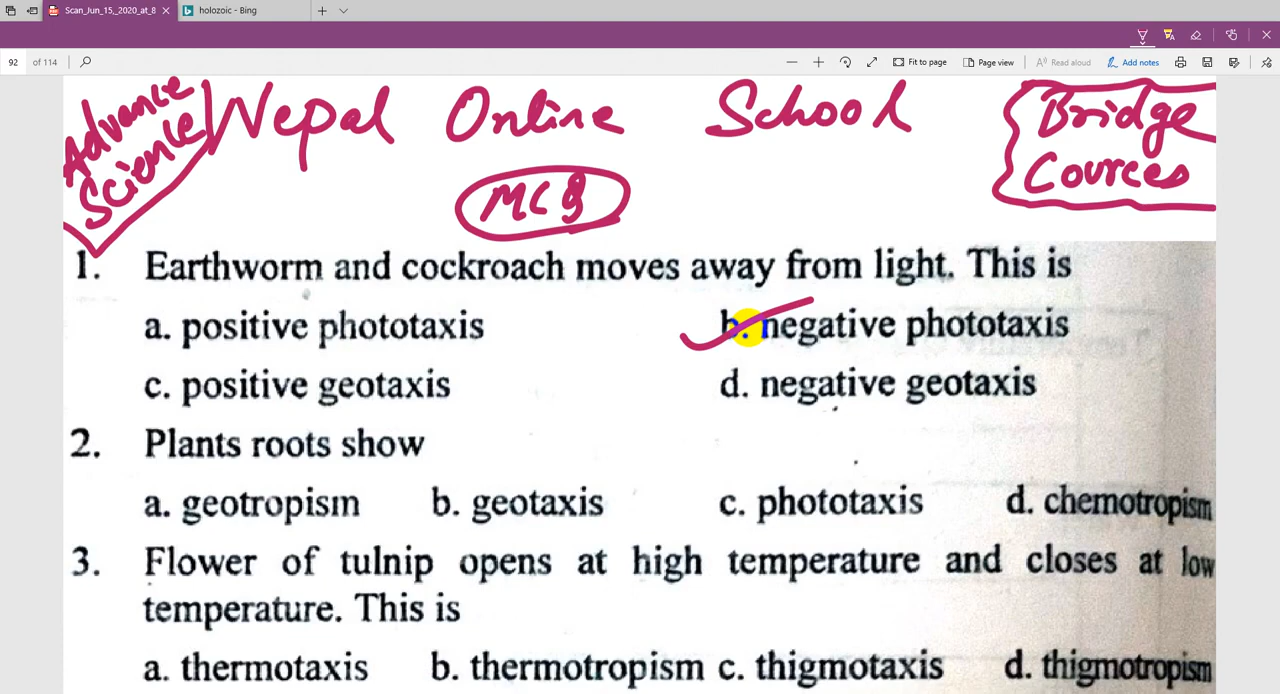 Scan_Jun_15,_2020_at_8
holozoic - Bing
92 of 114 Fit to page Page view Read aloud Add notes
Advance Science
Nepal Online School
Bridge Cources
MCQ
1. Earthworm and cockroach moves away from light. This is
a. positive phototaxis b. negative phototaxis
c. positive geotaxis d. negative geotaxis
2. Plants roots show
a. geotropism b. geotaxis c. phototaxis d. chemotropism
3. Flower of tulnip opens at high temperature and closes at low
temperature. This is
a. thermotaxis b. thermotropism c. thigmotaxis d. thigmotropism